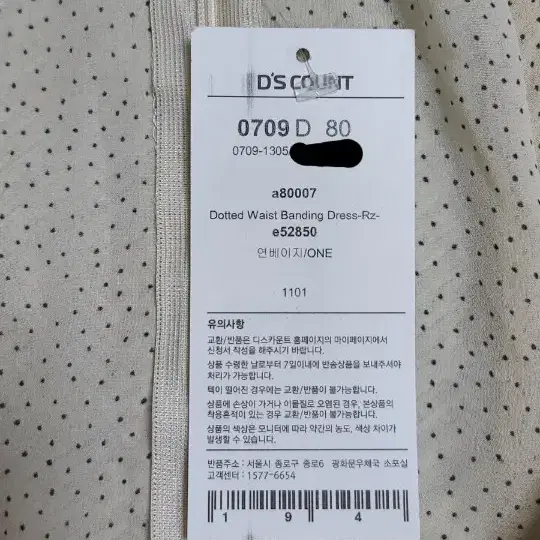 D'S COUNT
0709 D 80
0709-1305
a80007
Dotted Waist Banding Dress-Rz-
e52850
연베이지/ONE
1101
유의사항
교환/반품은 디스카운트 홈페이지의 마이페이지에서
신청서 작성을 해주시기 바랍니다.
상품 수령한 날로부터 7일이내에 반송상품을 보내주셔야
처리가 가능합니다.
텍이 떨어진 경우에는 교환/반품이 불가능합니다.
상품에 손상이 가거나 이물질로 오염된 경우, 본상품의
착용흔적이 있는 경우 교환/반품이 불가능합니다.
상품의 색상은 모니터에 따라 약간의 농도, 색상 차이가
발생할 수 있습니다.
반품주소 : 서울시 종로구 종로6 광화문우체국 소포실
고객센터 : 1577-6654
1 9 4